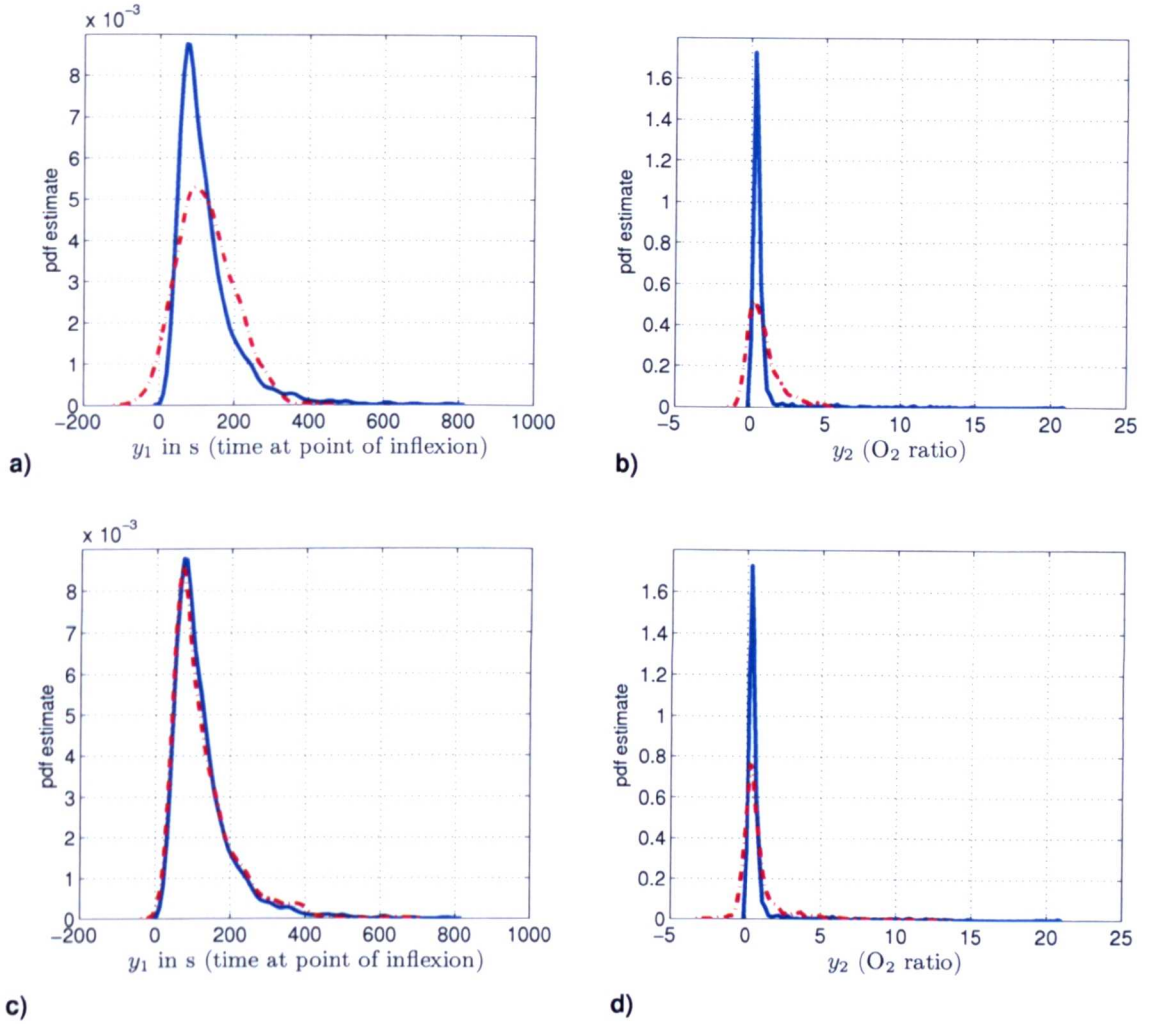 x 10⁻³
8
7
6
5
4
3
2
1
0
pdf estimate
−200 0 200 400 600 800 1000
y₁ in s (time at point of inflexion)
a)
1.6
1.4
1.2
1
0.8
0.6
0.4
0.2
0
pdf estimate
−5 0 5 10 15 20 25
y₂ (O₂ ratio)
b)
x 10⁻³
8
7
6
5
4
3
2
1
0
pdf estimate
−200 0 200 400 600 800 1000
y₁ in s (time at point of inflexion)
c)
1.6
1.4
1.2
1
0.8
0.6
0.4
0.2
0
pdf estimate
−5 0 5 10 15 20 25
y₂ (O₂ ratio)
d)